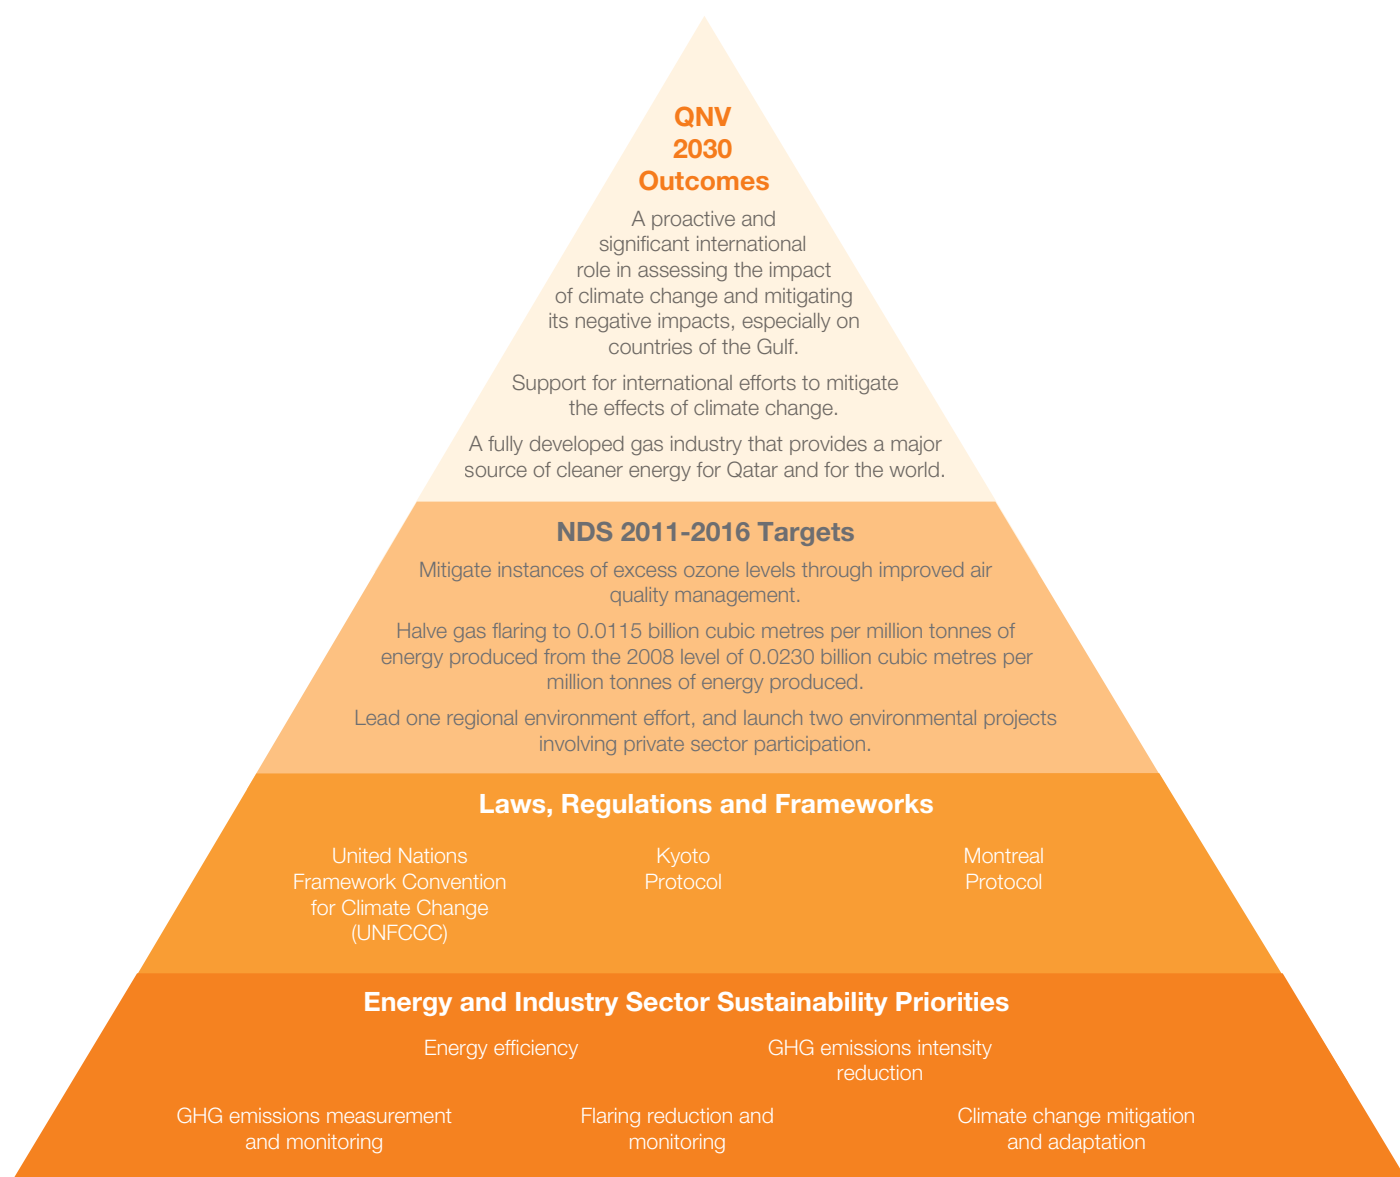 QNV
2030
Outcomes
A proactive and
significant international
role in assessing the impact
of climate change and mitigating
its negative impacts, especially on
countries of the Gulf.
Support for international efforts to mitigate
the effects of climate change.
A fully developed gas industry that provides a major
source of cleaner energy for Qatar and for the world.
NDS 2011-2016 Targets
Mitigate instances of excess ozone levels through improved air
quality management.
Halve gas flaring to 0.0115 billion cubic metres per million tonnes of
energy produced from the 2008 level of 0.0230 billion cubic metres per
million tonnes of energy produced.
Lead one regional environment effort, and launch two environmental projects
involving private sector participation.
Laws, Regulations and Frameworks
United Nations
Framework Convention
for Climate Change
(UNFCCC)
Kyoto
Protocol
Montreal
Protocol
Energy and Industry Sector Sustainability Priorities
Energy efficiency
GHG emissions intensity
reduction
GHG emissions measurement
and monitoring
Flaring reduction and
monitoring
Climate change mitigation
and adaptation